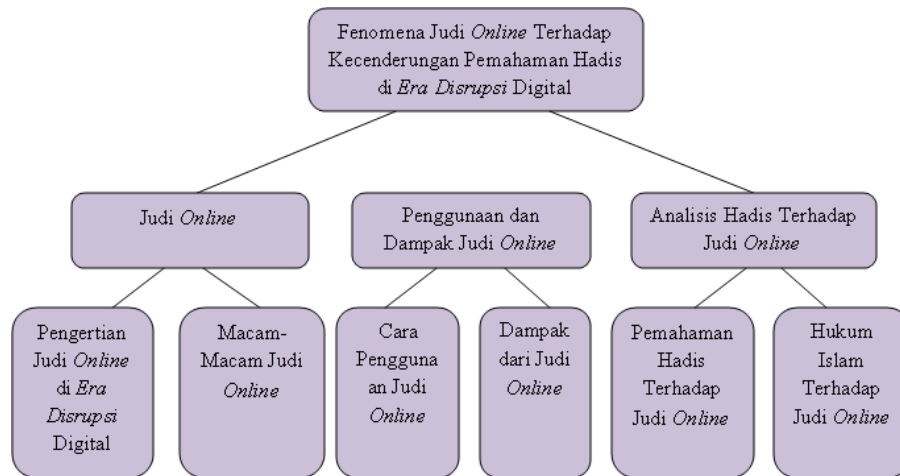 Fenomena Judi Online Terhadap
Kecenderungan Pemahaman Hadis
di Era Disrupsi Digital
Judi Online
Penggunaan dan
Dampak Judi Online
Analisis Hadis Terhadap
Judi Online
Pengertian
Judi Online
di Era
Disrupsi
Digital
Macam-
Macam Judi
Online
Cara
Pengguna
an Judi
Online
Dampak
dari Judi
Online
Pemahaman
Hadis
Terhadap
Judi Online
Hukum
Islam
Terhadap
Judi Online